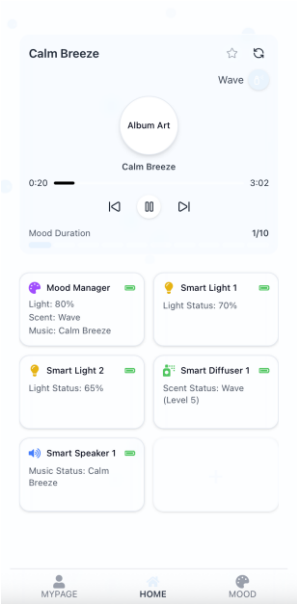 Calm Breeze
Wave
Album Art
Calm Breeze
0:20
3:02
Mood Duration
1/10
Mood Manager
Light: 80%
Scent: Wave
Music: Calm Breeze
Smart Light 1
Light Status: 70%
Smart Light 2
Light Status: 65%
Smart Diffuser 1
Scent Status: Wave
(Level 5)
Smart Speaker 1
Music Status: Calm
Breeze
MYPAGE
HOME
MOOD